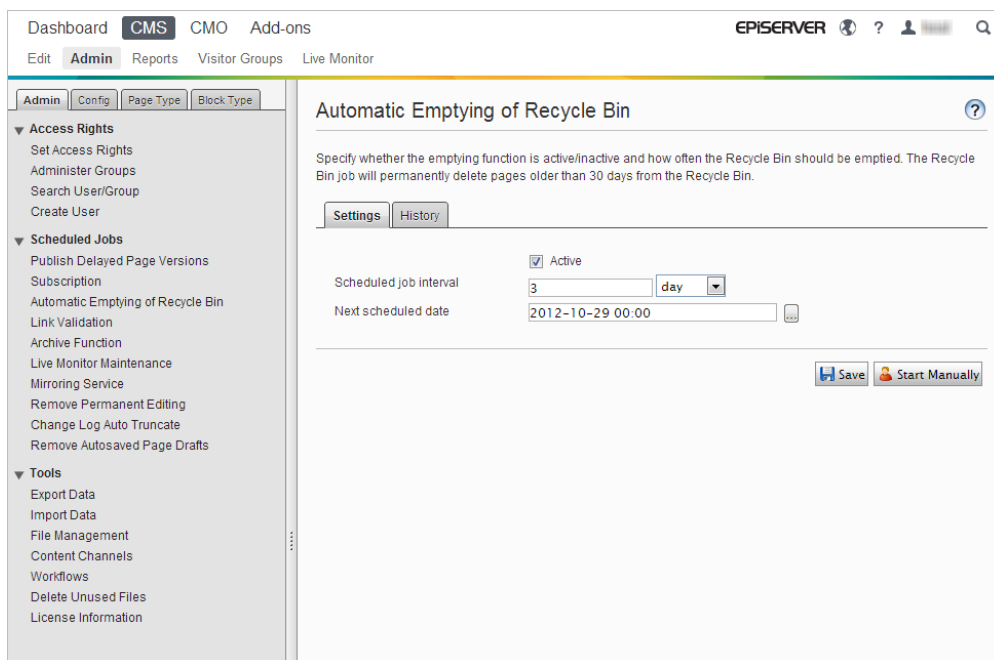 Dashboard CMS CMO Add-ons
EPiSERVER ?
Edit Admin Reports Visitor Groups Live Monitor
Admin Config Page Type Block Type
Access Rights
Set Access Rights
Administer Groups
Search User/Group
Create User
Scheduled Jobs
Publish Delayed Page Versions
Subscription
Automatic Emptying of Recycle Bin
Link Validation
Archive Function
Live Monitor Maintenance
Mirroring Service
Remove Permanent Editing
Change Log Auto Truncate
Remove Autosaved Page Drafts
Tools
Export Data
Import Data
File Management
Content Channels
Workflows
Delete Unused Files
License Information
Automatic Emptying of Recycle Bin ?
Specify whether the emptying function is active/inactive and how often the Recycle Bin should be emptied. The Recycle
Bin job will permanently delete pages older than 30 days from the Recycle Bin.
Settings History
Active
Scheduled job interval 3 day
Next scheduled date 2012-10-29 00:00 ...
Save Start Manually